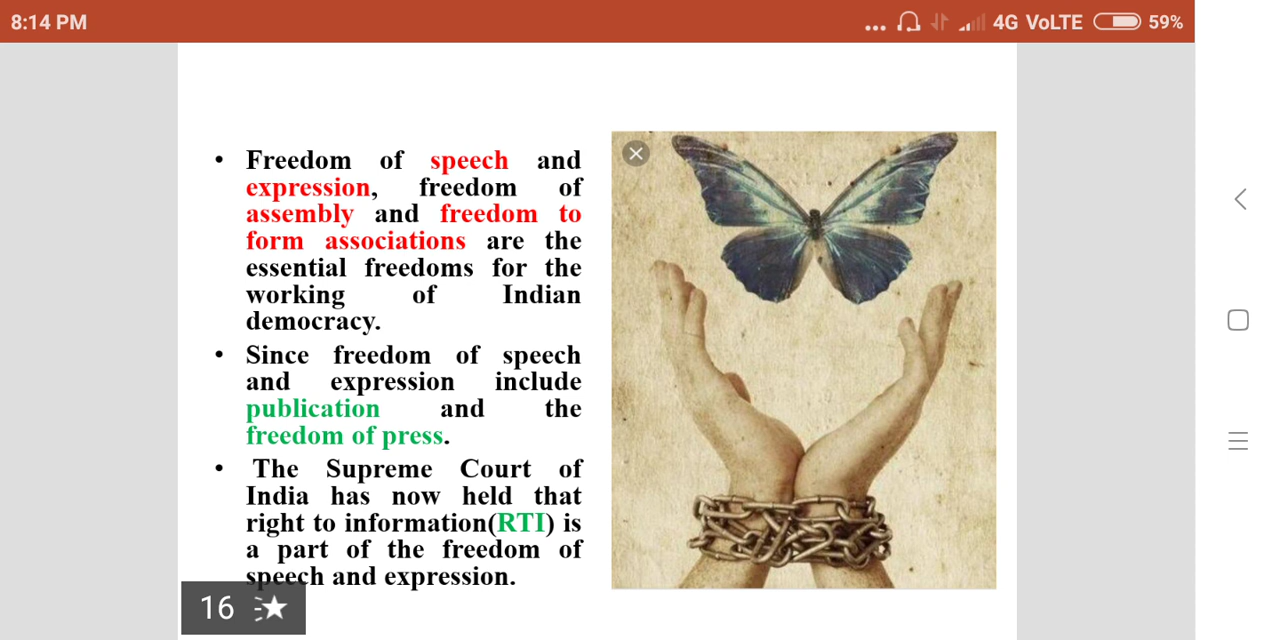 8:14 PM
4G VoLTE 59%
• Freedom of speech and
expression, freedom of
assembly and freedom to
form associations are the
essential freedoms for the
working of Indian
democracy.
• Since freedom of speech
and expression include
publication and the
freedom of press.
• The Supreme Court of
India has now held that
right to information(RTI) is
a part of the freedom of
speech and expression.
16